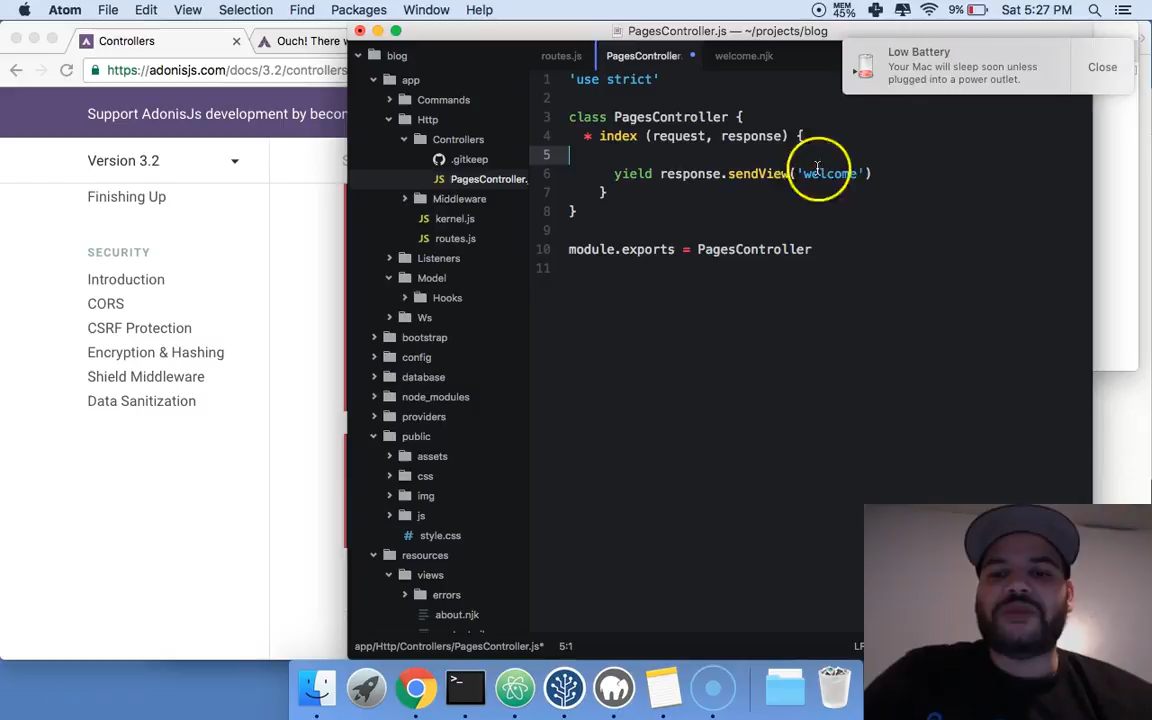 Atom File Edit View Selection Find Packages Window Help MEM 45% 9% Sat 5:27 PM
Controllers
Ouch! There w
https://adonisjs.com/docs/3.2/controllers
Support AdonisJs development by becom
Version 3.2
Finishing Up
SECURITY
Introduction
CORS
CSRF Protection
Encryption & Hashing
Shield Middleware
Data Sanitization
PagesController.js — ~/projects/blog
blog
app
Commands
Http
Controllers
.gitkeep
JS PagesController.
Middleware
JS kernel.js
JS routes.js
Listeners
Model
Hooks
Ws
bootstrap
config
database
node_modules
providers
public
assets
css
img
js
# style.css
resources
views
errors
about.njk
routes.js PagesController. welcome.njk
1 'use strict'
2
3 class PagesController {
4 * index (request, response) {
5
6 yield response.sendView('welcome')
7 }
8 }
9
10 module.exports = PagesController
11
app/Http/Controllers/PagesController.js* 5:1 LF
Low Battery
Your Mac will sleep soon unless
plugged into a power outlet.
Close